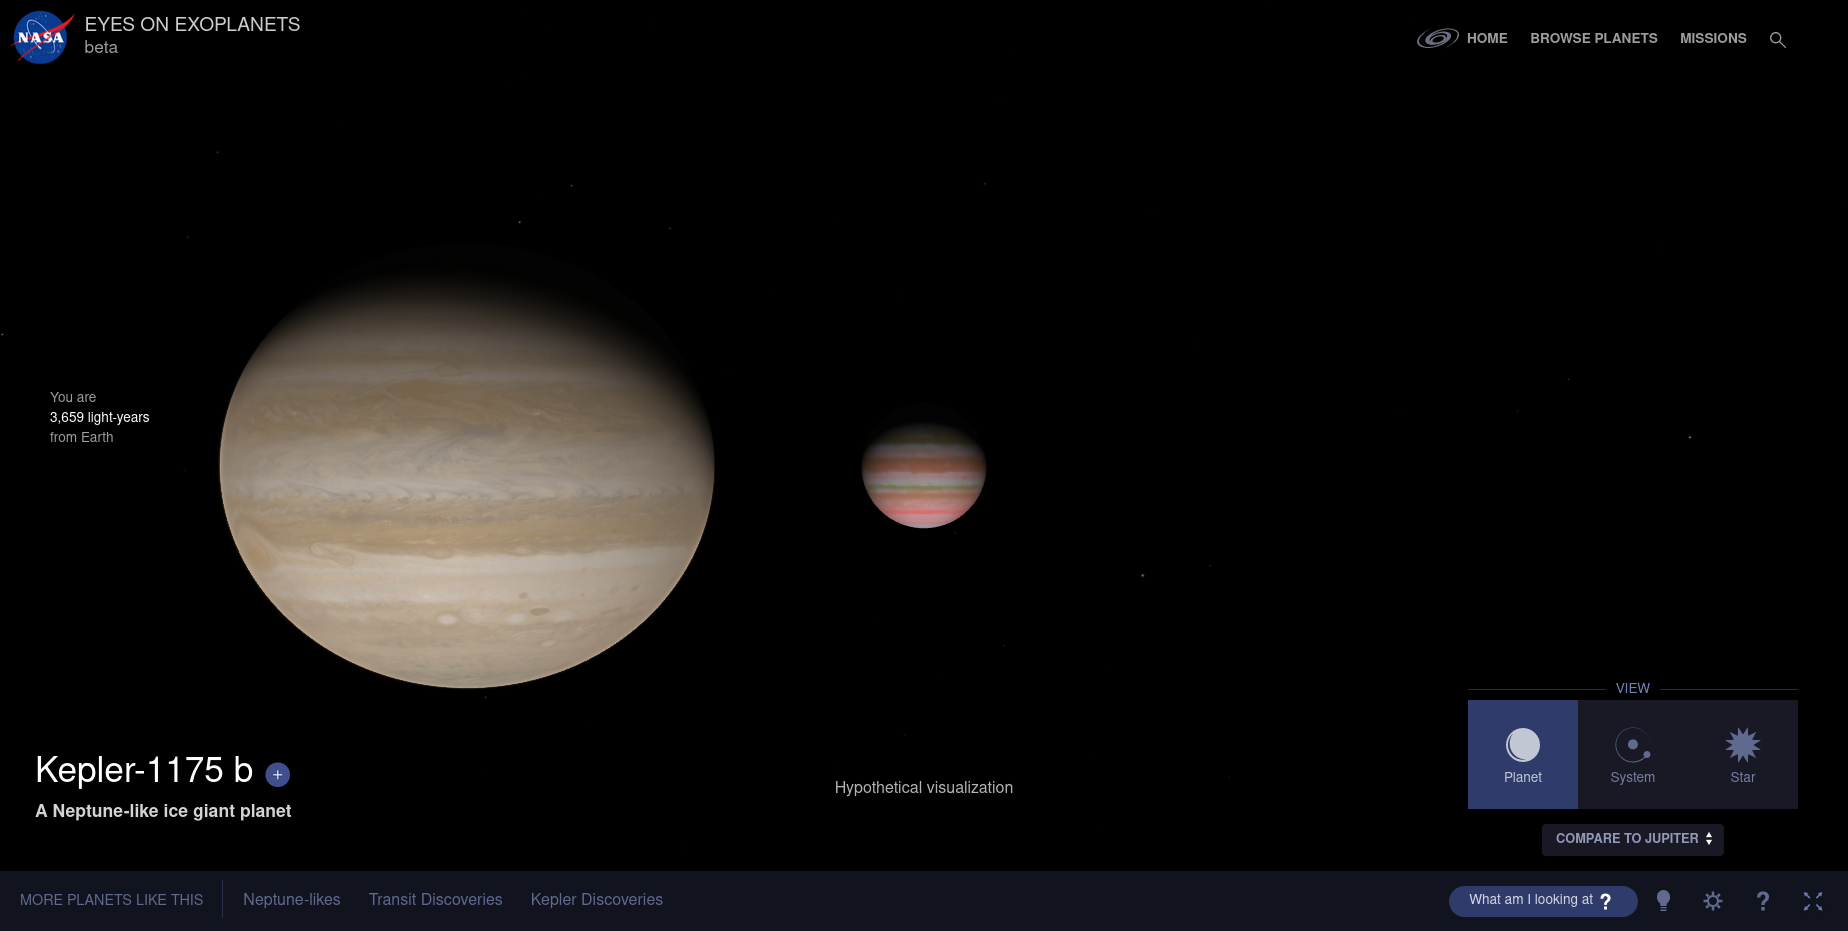 NASA
EYES ON EXOPLANETS
beta
HOME
BROWSE PLANETS
MISSIONS
You are
3,659 light-years
from Earth
Kepler-1175 b +
A Neptune-like ice giant planet
Hypothetical visualization
VIEW
Planet
System
Star
COMPARE TO JUPITER
MORE PLANETS LIKE THIS
Neptune-likes
Transit Discoveries
Kepler Discoveries
What am I looking at ?
?